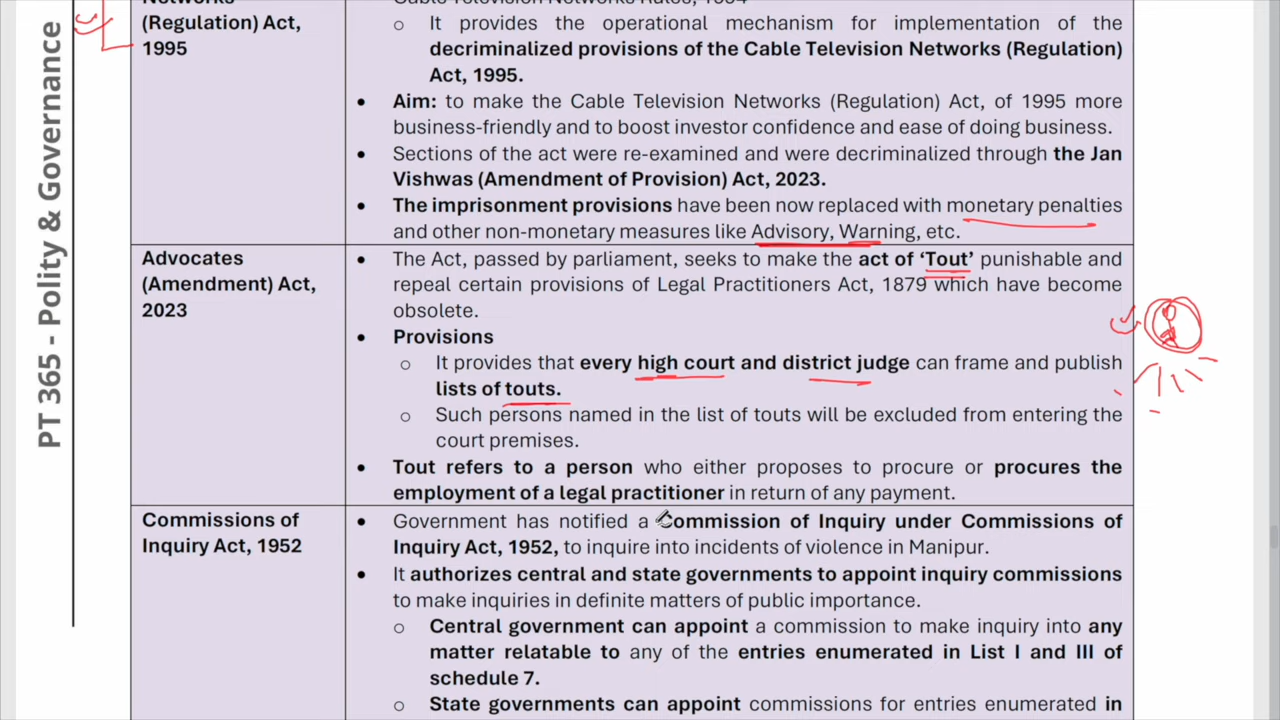 PT 365 - Polity & Governance
Networks
(Regulation) Act,
1995
Cable Television Networks Rules, 1994
o It provides the operational mechanism for implementation of the
decriminalized provisions of the Cable Television Networks (Regulation)
Act, 1995.
• Aim: to make the Cable Television Networks (Regulation) Act, of 1995 more
business-friendly and to boost investor confidence and ease of doing business.
• Sections of the act were re-examined and were decriminalized through the Jan
Vishwas (Amendment of Provision) Act, 2023.
• The imprisonment provisions have been now replaced with monetary penalties
and other non-monetary measures like Advisory, Warning, etc.
Advocates
(Amendment) Act,
2023
• The Act, passed by parliament, seeks to make the act of ‘Tout’ punishable and
repeal certain provisions of Legal Practitioners Act, 1879 which have become
obsolete.
• Provisions
o It provides that every high court and district judge can frame and publish
lists of touts.
o Such persons named in the list of touts will be excluded from entering the
court premises.
• Tout refers to a person who either proposes to procure or procures the
employment of a legal practitioner in return of any payment.
Commissions of
Inquiry Act, 1952
• Government has notified a Commission of Inquiry under Commissions of
Inquiry Act, 1952, to inquire into incidents of violence in Manipur.
• It authorizes central and state governments to appoint inquiry commissions
to make inquiries in definite matters of public importance.
o Central government can appoint a commission to make inquiry into any
matter relatable to any of the entries enumerated in List I and III of
schedule 7.
o State governments can appoint commissions for entries enumerated in